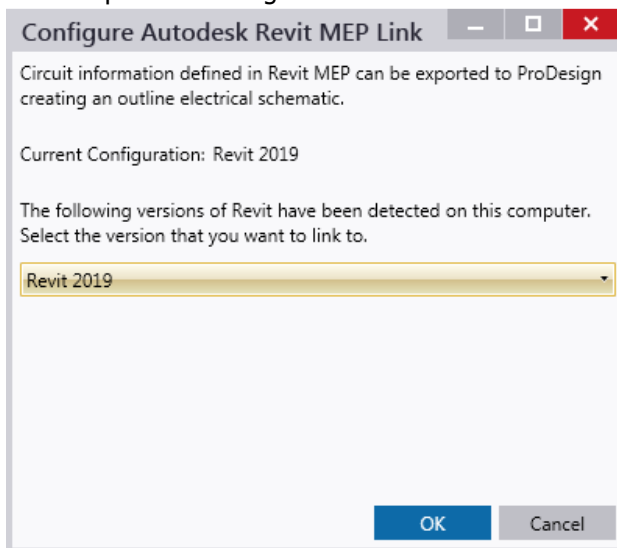 Configure Autodesk Revit MEP Link
Circuit information defined in Revit MEP can be exported to ProDesign
creating an outline electrical schematic.
Current Configuration: Revit 2019
The following versions of Revit have been detected on this computer.
Select the version that you want to link to.
Revit 2019
OK Cancel